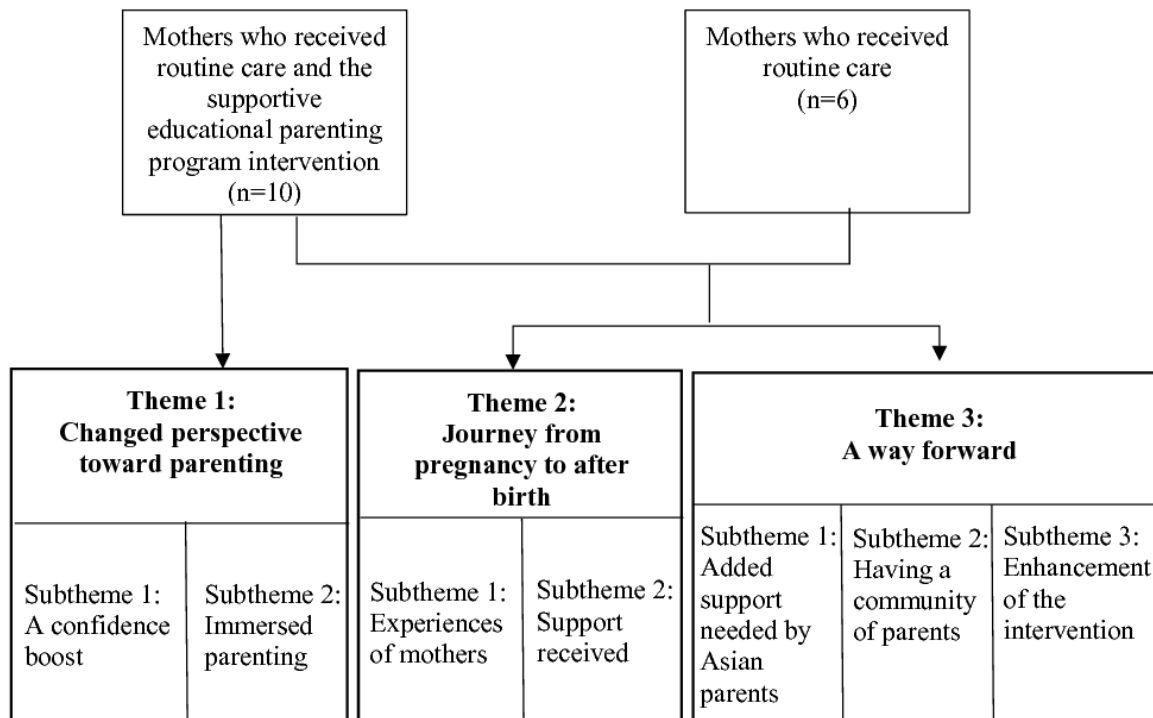 Mothers who received
routine care and the
supportive
educational parenting
program intervention
(n=10)
Mothers who received
routine care
(n=6)
Theme 1:
Changed perspective
toward parenting
Subtheme 1:
A confidence
boost
Subtheme 2:
Immersed
parenting
Theme 2:
Journey from
pregnancy to after
birth
Subtheme 1:
Experiences
of mothers
Subtheme 2:
Support
received
Theme 3:
A way forward
Subtheme 1:
Added
support
needed by
Asian
parents
Subtheme 2:
Having a
community
of parents
Subtheme 3:
Enhancement
of the
intervention